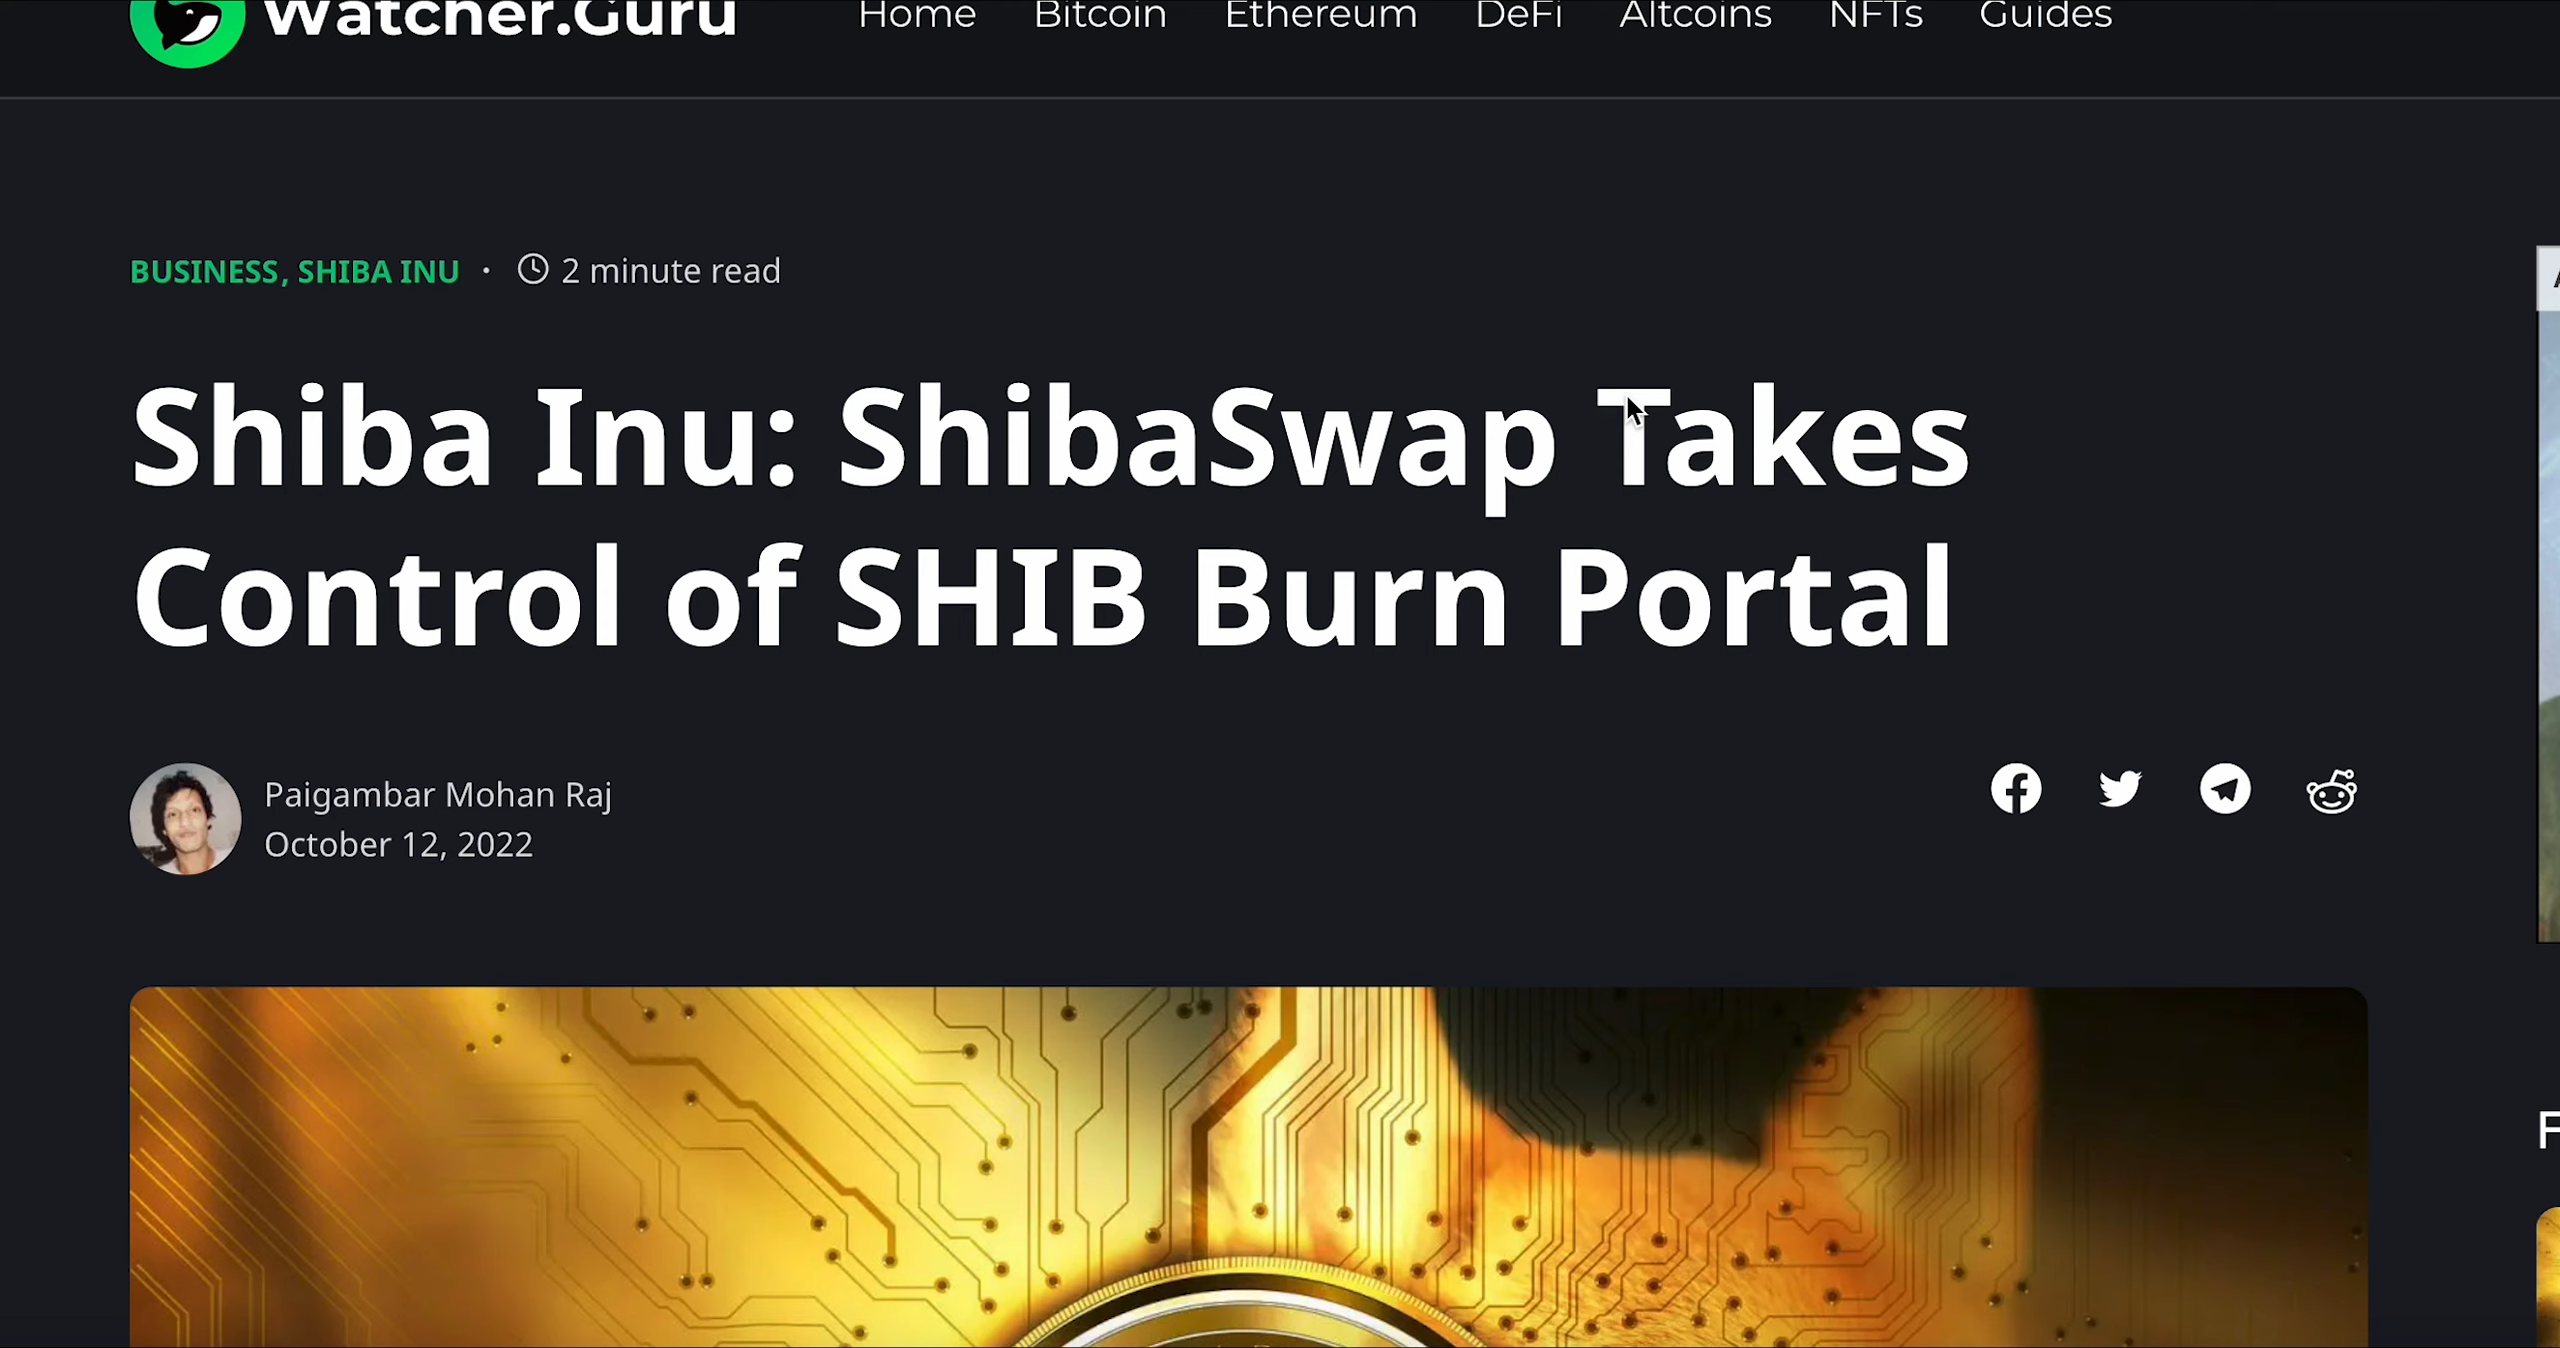 Watcher.Guru Home Bitcoin Ethereum DeFi Altcoins NFTs Guides
BUSINESS, SHIBA INU · 2 minute read
Shiba Inu: ShibaSwap Takes
Control of SHIB Burn Portal
Paigambar Mohan Raj
October 12, 2022